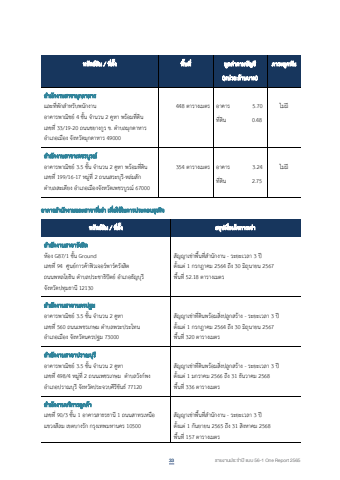 ทรัพย์สิน / ที่ตั้ง พื้นที่ มูลค่าทางบัญชี ภาระผูกพัน
(หน่วย:ล้านบาท)
สำนักงานสาขามุกดาหาร
และที่พักสำหรับพนักงาน 448 ตารางเมตร อาคาร 5.70 ไม่มี
อาคารพาณิชย์ 4 ชั้น จำนวน 2 คูหา พร้อมที่ดิน ที่ดิน 0.48
เลขที่ 33/19-20 ถนนชยางกูร ข. ตำบลมุกดาหาร
อำเภอเมือง จังหวัดมุกดาหาร 49000
สำนักงานสาขาเพชรบูรณ์
อาคารพาณิชย์ 3.5 ชั้น จำนวน 2 คูหา พร้อมที่ดิน 354 ตารางเมตร อาคาร 3.24 ไม่มี
เลขที่ 199/16-17 หมู่ที่ 2 ถนนสระบุรี-หล่มสัก ที่ดิน 2.75
ตำบลสะเดียง อำเภอเมืองจังหวัดเพชรบูรณ์ 67000
อาคารสำนักงานและสาขาที่เช่า เพื่อใช้ในการประกอบธุรกิจ
ทรัพย์สิน / ที่ตั้ง สรุปเงื่อนไขการเช่า
สำนักงานสาขารังสิต
ห้อง G87/1 ชั้น Ground สัญญาเช่าพื้นที่สำนักงาน - ระยะเวลา 3 ปี
เลขที่ 94 ศูนย์การค้าฟิวเจอร์พาร์ครังสิต ตั้งแต่ 1 กรกฎาคม 2564 ถึง 30 มิถุนายน 2567
ถนนพหลโยธิน ตำบลประชาธิปัตย์ อำเภอธัญบุรี พื้นที่ 52.18 ตารางเมตร
จังหวัดปทุมธานี 12130
สำนักงานสาขานครปฐม
อาคารพาณิชย์ 3.5 ชั้น จำนวน 2 คูหา สัญญาเช่าที่ดินพร้อมสิ่งปลูกสร้าง - ระยะเวลา 3 ปี
เลขที่ 560 ถนนเพชรเกษม ตำบลพระประโทน ตั้งแต่ 1 กรกฎาคม 2564 ถึง 30 มิถุนายน 2567
อำเภอเมือง จังหวัดนครปฐม 73000 พื้นที่ 320 ตารางเมตร
สำนักงานสาขาปราณบุรี
อาคารพาณิชย์ 3.5 ชั้น จำนวน 2 คูหา สัญญาเช่าที่ดินพร้อมสิ่งปลูกสร้าง - ระยะเวลา 3 ปี
เลขที่ 498/4 หมู่ที่ 2 ถนนเพชรเกษม ตำบลวังก์พง ตั้งแต่ 1 มกราคม 2566 ถึง 31 ธันวาคม 2568
อำเภอปราณบุรี จังหวัดประจวบคีรีขันธ์ 77120 พื้นที่ 336 ตารางเมตร
สำนักงานบริการลูกค้า
เลขที่ 90/3 ชั้น 1 อาคารสาธรธานี 1 ถนนสาทรเหนือ สัญญาเช่าพื้นที่สำนักงาน - ระยะเวลา 3 ปี
แขวงสีลม เขตบางรัก กรุงเทพมหานคร 10500 ตั้งแต่ 1 กันยายน 2565 ถึง 31 สิงหาคม 2568
พื้นที่ 157 ตารางเมตร